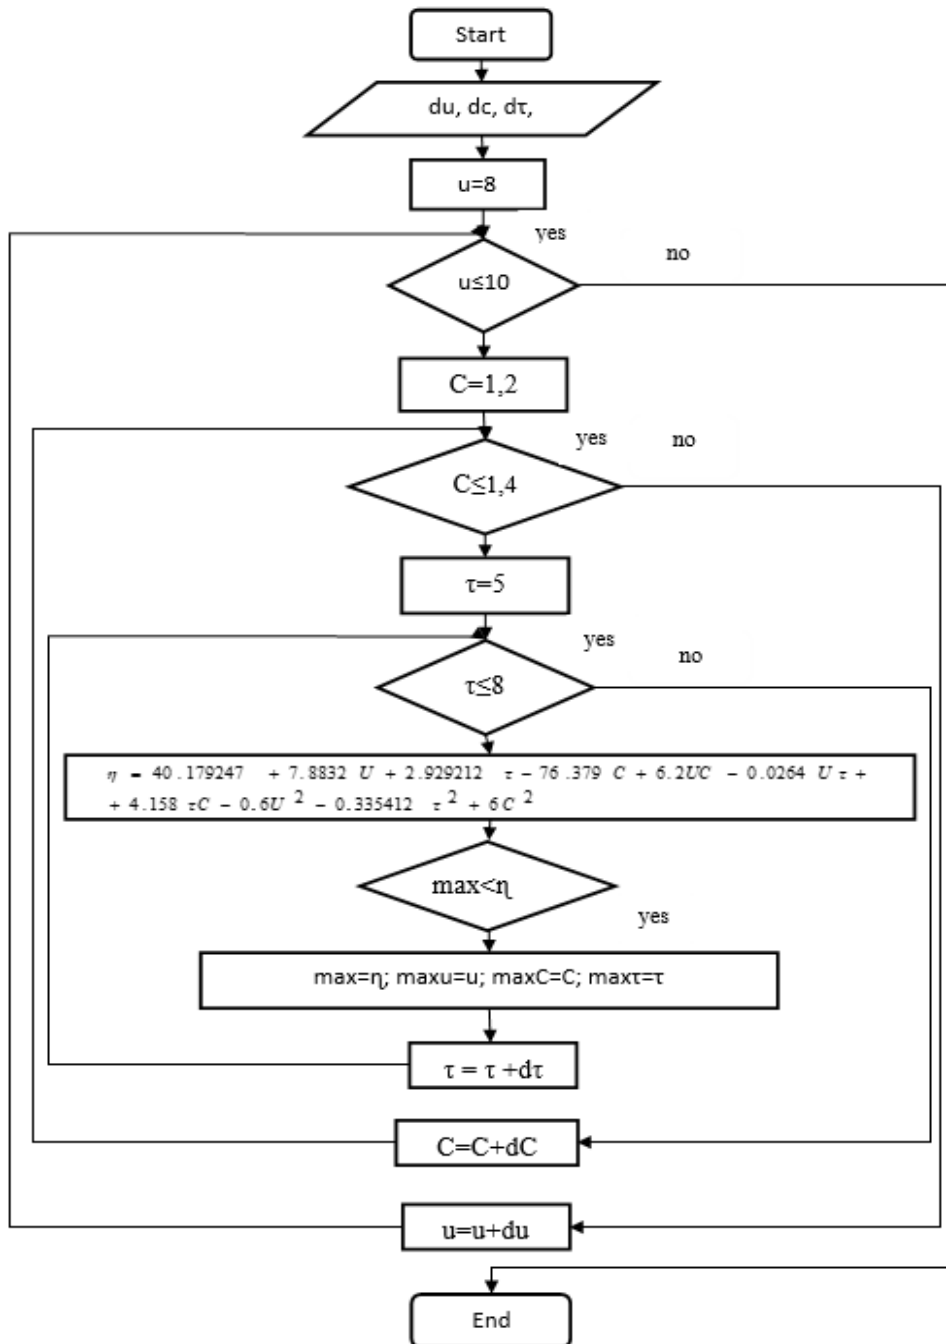 Start
du, dc, dτ,
u=8
yes
no
u≤10
C=1,2
yes
no
C≤1,4
τ=5
yes
no
τ≤8
η = 40.179247 + 7.8832 U + 2.929212 τ − 76.379 C + 6.2UC − 0.0264 U τ +
+ 4.158 τC − 0.6U ² − 0.335412 τ ² + 6C ²
max<η
yes
max=η; maxu=u; maxC=C; maxτ=τ
τ = τ +dτ
C=C+dC
u=u+du
End